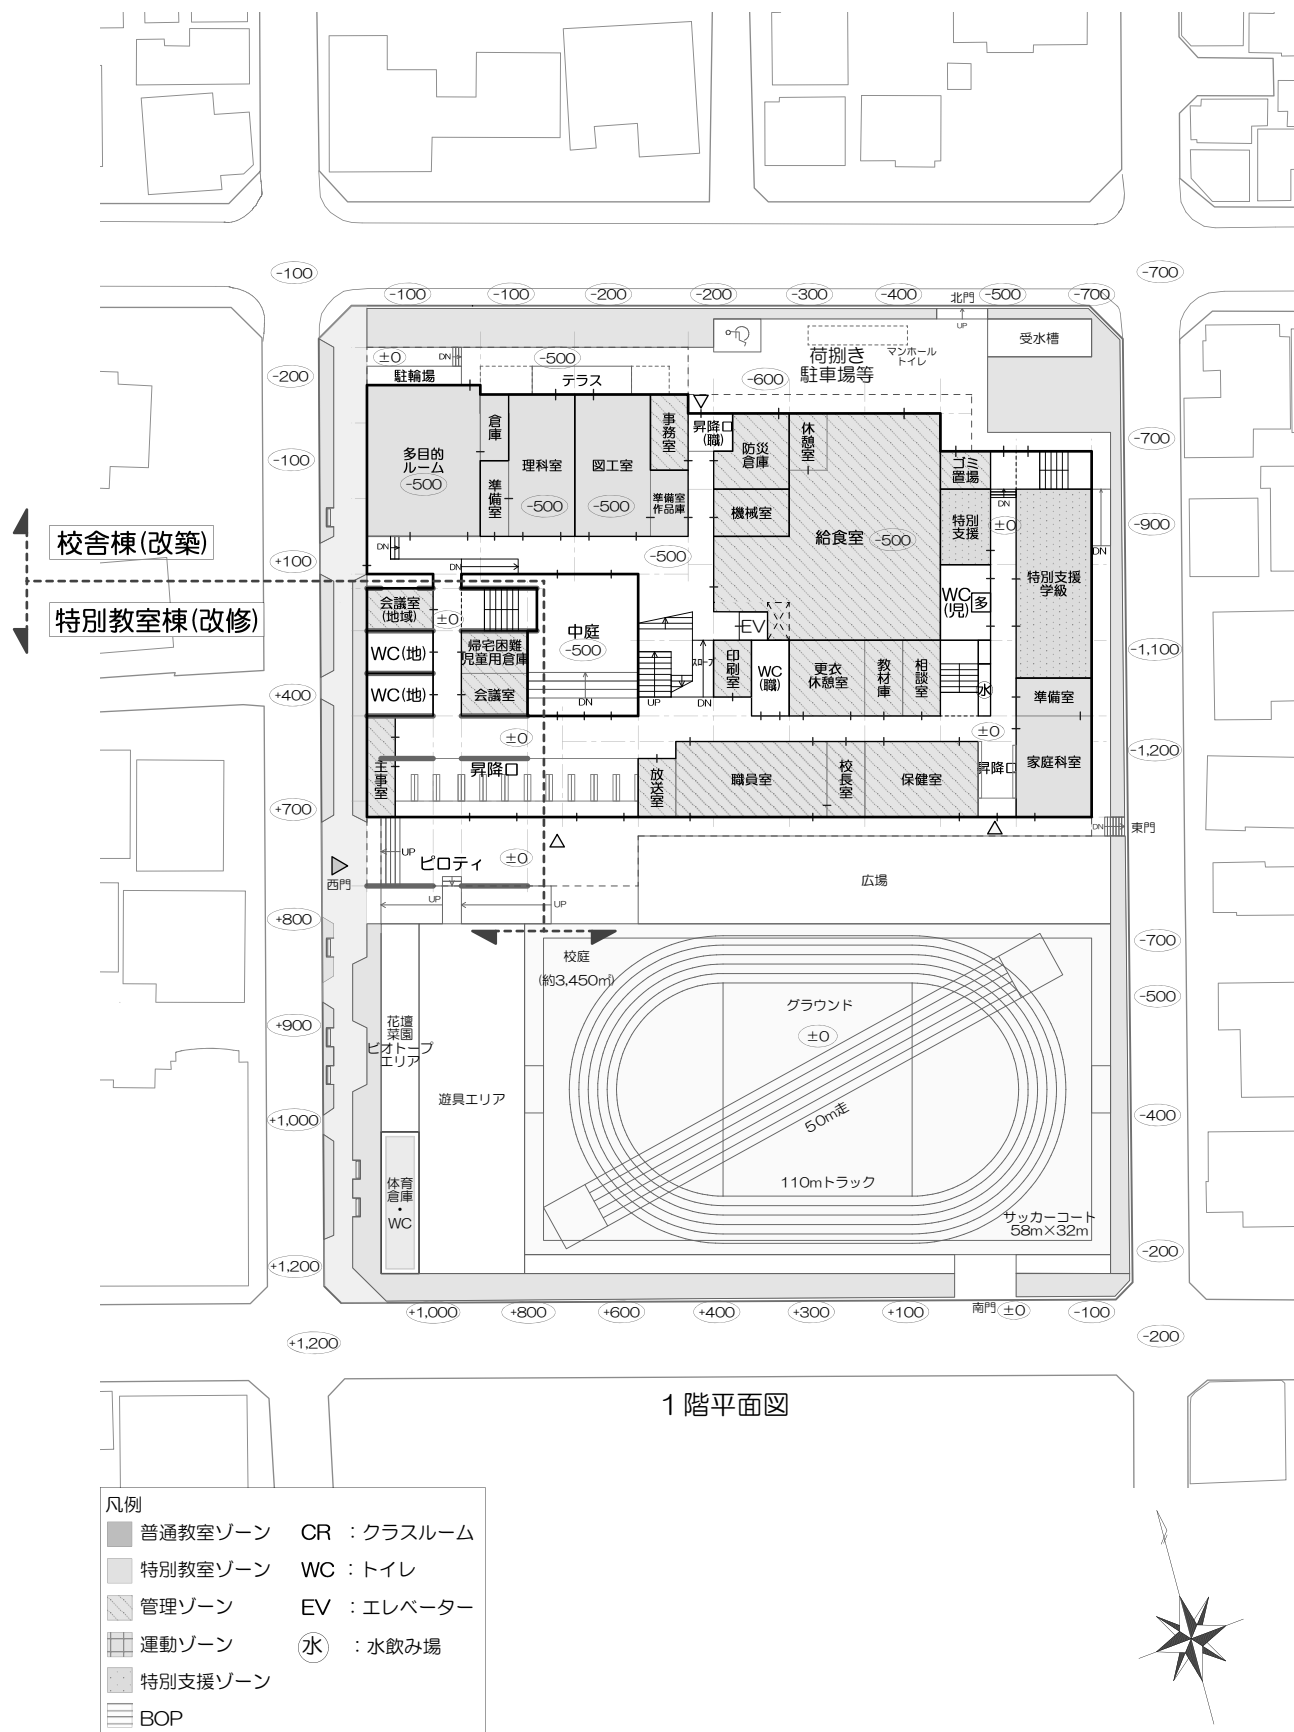 -100
-700
-100
-100
-200
-200
-300
-400
北門
-500
-700
UP
受水槽
荷捌き
駐車場等
マンホール
トイレ
±0
DN
-500
駐輪場
テラス
-600
-200
-100
+100
+400
+700
+800
+900
+1,000
+1,200
+1,200
-700
-900
-1,100
-1,200
-700
-500
-400
-200
-200
校舎棟(改築)
特別教室棟(改修)
多目的
ルーム
-500
倉庫
準備室
理科室
-500
図工室
-500
事務室
準備室
作品庫
昇降口
(職)
防災
倉庫
休憩室
機械室
給食室
-500
ゴミ
置場
特別
支援
DN
±0
DN
特別支援
学級
WC
(児)
多
DN
DN
-500
会議室
(地域)
±0
WC(地)
帰宅困難
児童用倉庫
WC(地)
会議室
中庭
-500
DN
UP
スロープ
DN
EV
印刷室
WC
(職)
更衣
休憩室
教材庫
相談室
水
準備室
±0
±0
主事室
昇降口
放送室
職員室
校長室
保健室
昇降口
家庭科室
DN
東門
UP
ピロティ
±0
西門
UP
UP
広場
校庭
(約3,450㎡)
グラウンド
±0
花壇
菜園
ビオトープ
エリア
遊具エリア
50m走
110mトラック
体育
倉庫
・
WC
サッカーコート
58m×32m
+1,000
+800
+600
+400
+300
+100
南門
±0
-100
1階平面図
凡例
普通教室ゾーン
CR ：クラスルーム
特別教室ゾーン
WC ：トイレ
管理ゾーン
EV ：エレベーター
運動ゾーン
水 ：水飲み場
特別支援ゾーン
BOP